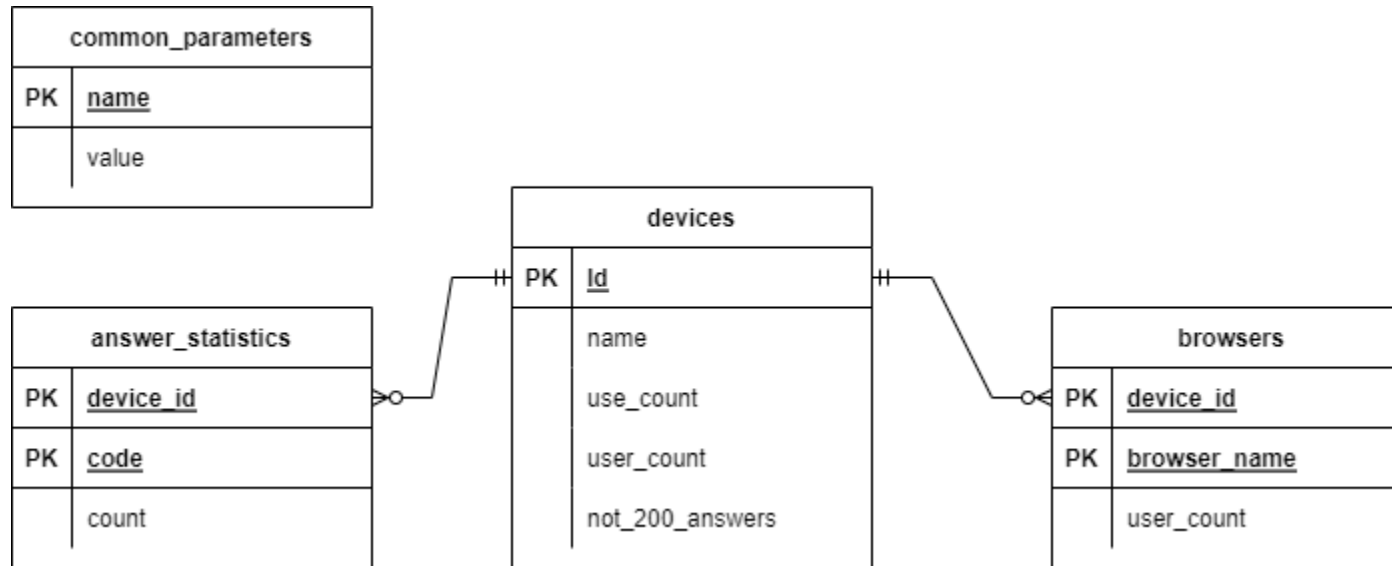 common_parameters
PK name
value
devices
PK Id
name
use_count
user_count
not_200_answers
answer_statistics
PK device_id
PK code
count
browsers
PK device_id
PK browser_name
user_count